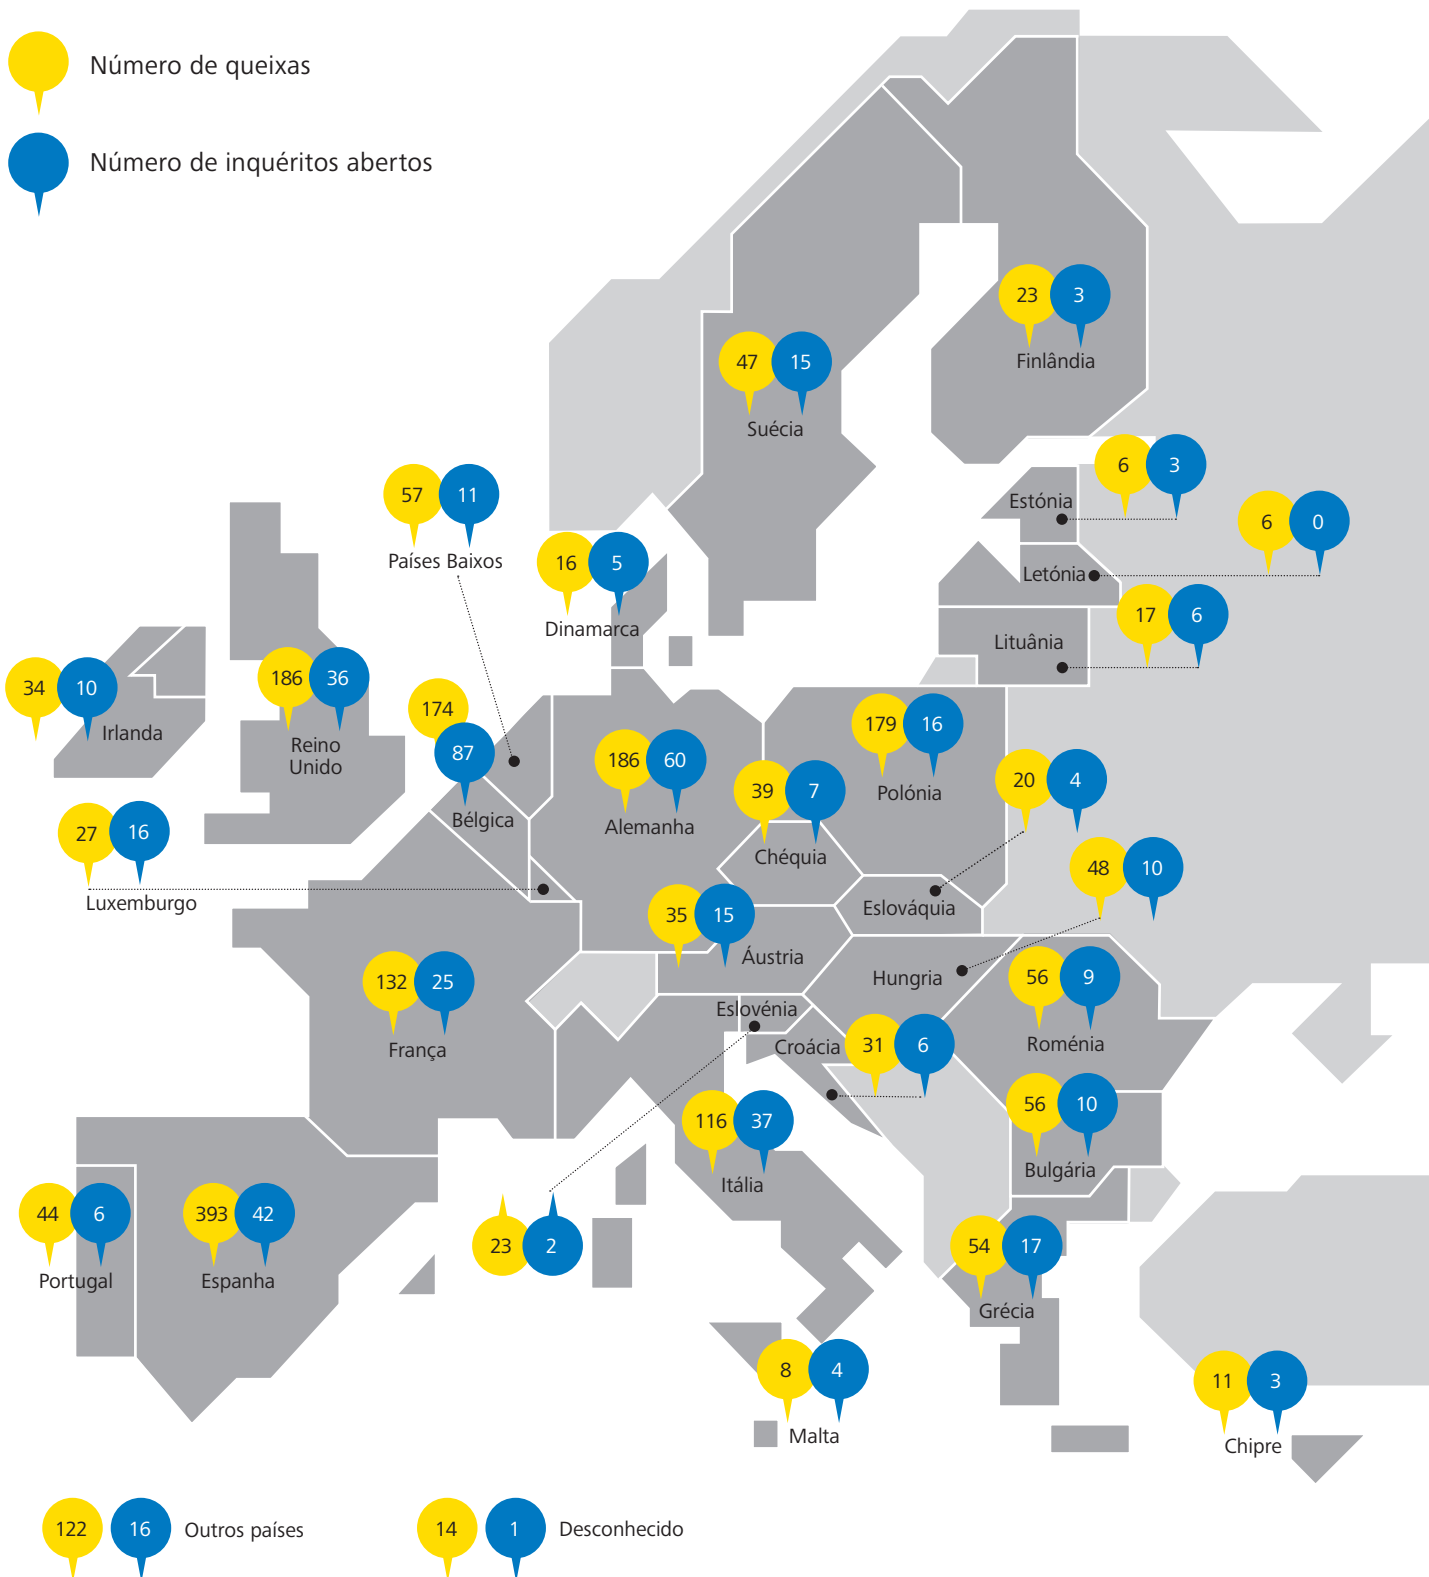 Número de queixas
Número de inquéritos abertos
23 3
Finlândia
47 15
Suécia
6 3
Estónia
57 11
Países Baixos
6 0
Letónia
16 5
Dinamarca
17 6
Lituânia
34 10
Irlanda
186 36
Reino
Unido
174
87
Bélgica
186 60
Alemanha
179 16
Polónia
39 7
Chéquia
20 4
Eslováquia
27 16
Luxemburgo
48 10
Hungria
35 15
Áustria
132 25
França
56 9
Roménia
Eslovénia
23 2
Croácia
31 6
116 37
Itália
56 10
Bulgária
44 6
Portugal
393 42
Espanha
54 17
Grécia
8 4
Malta
11 3
Chipre
122 16 Outros países
14 1 Desconhecido